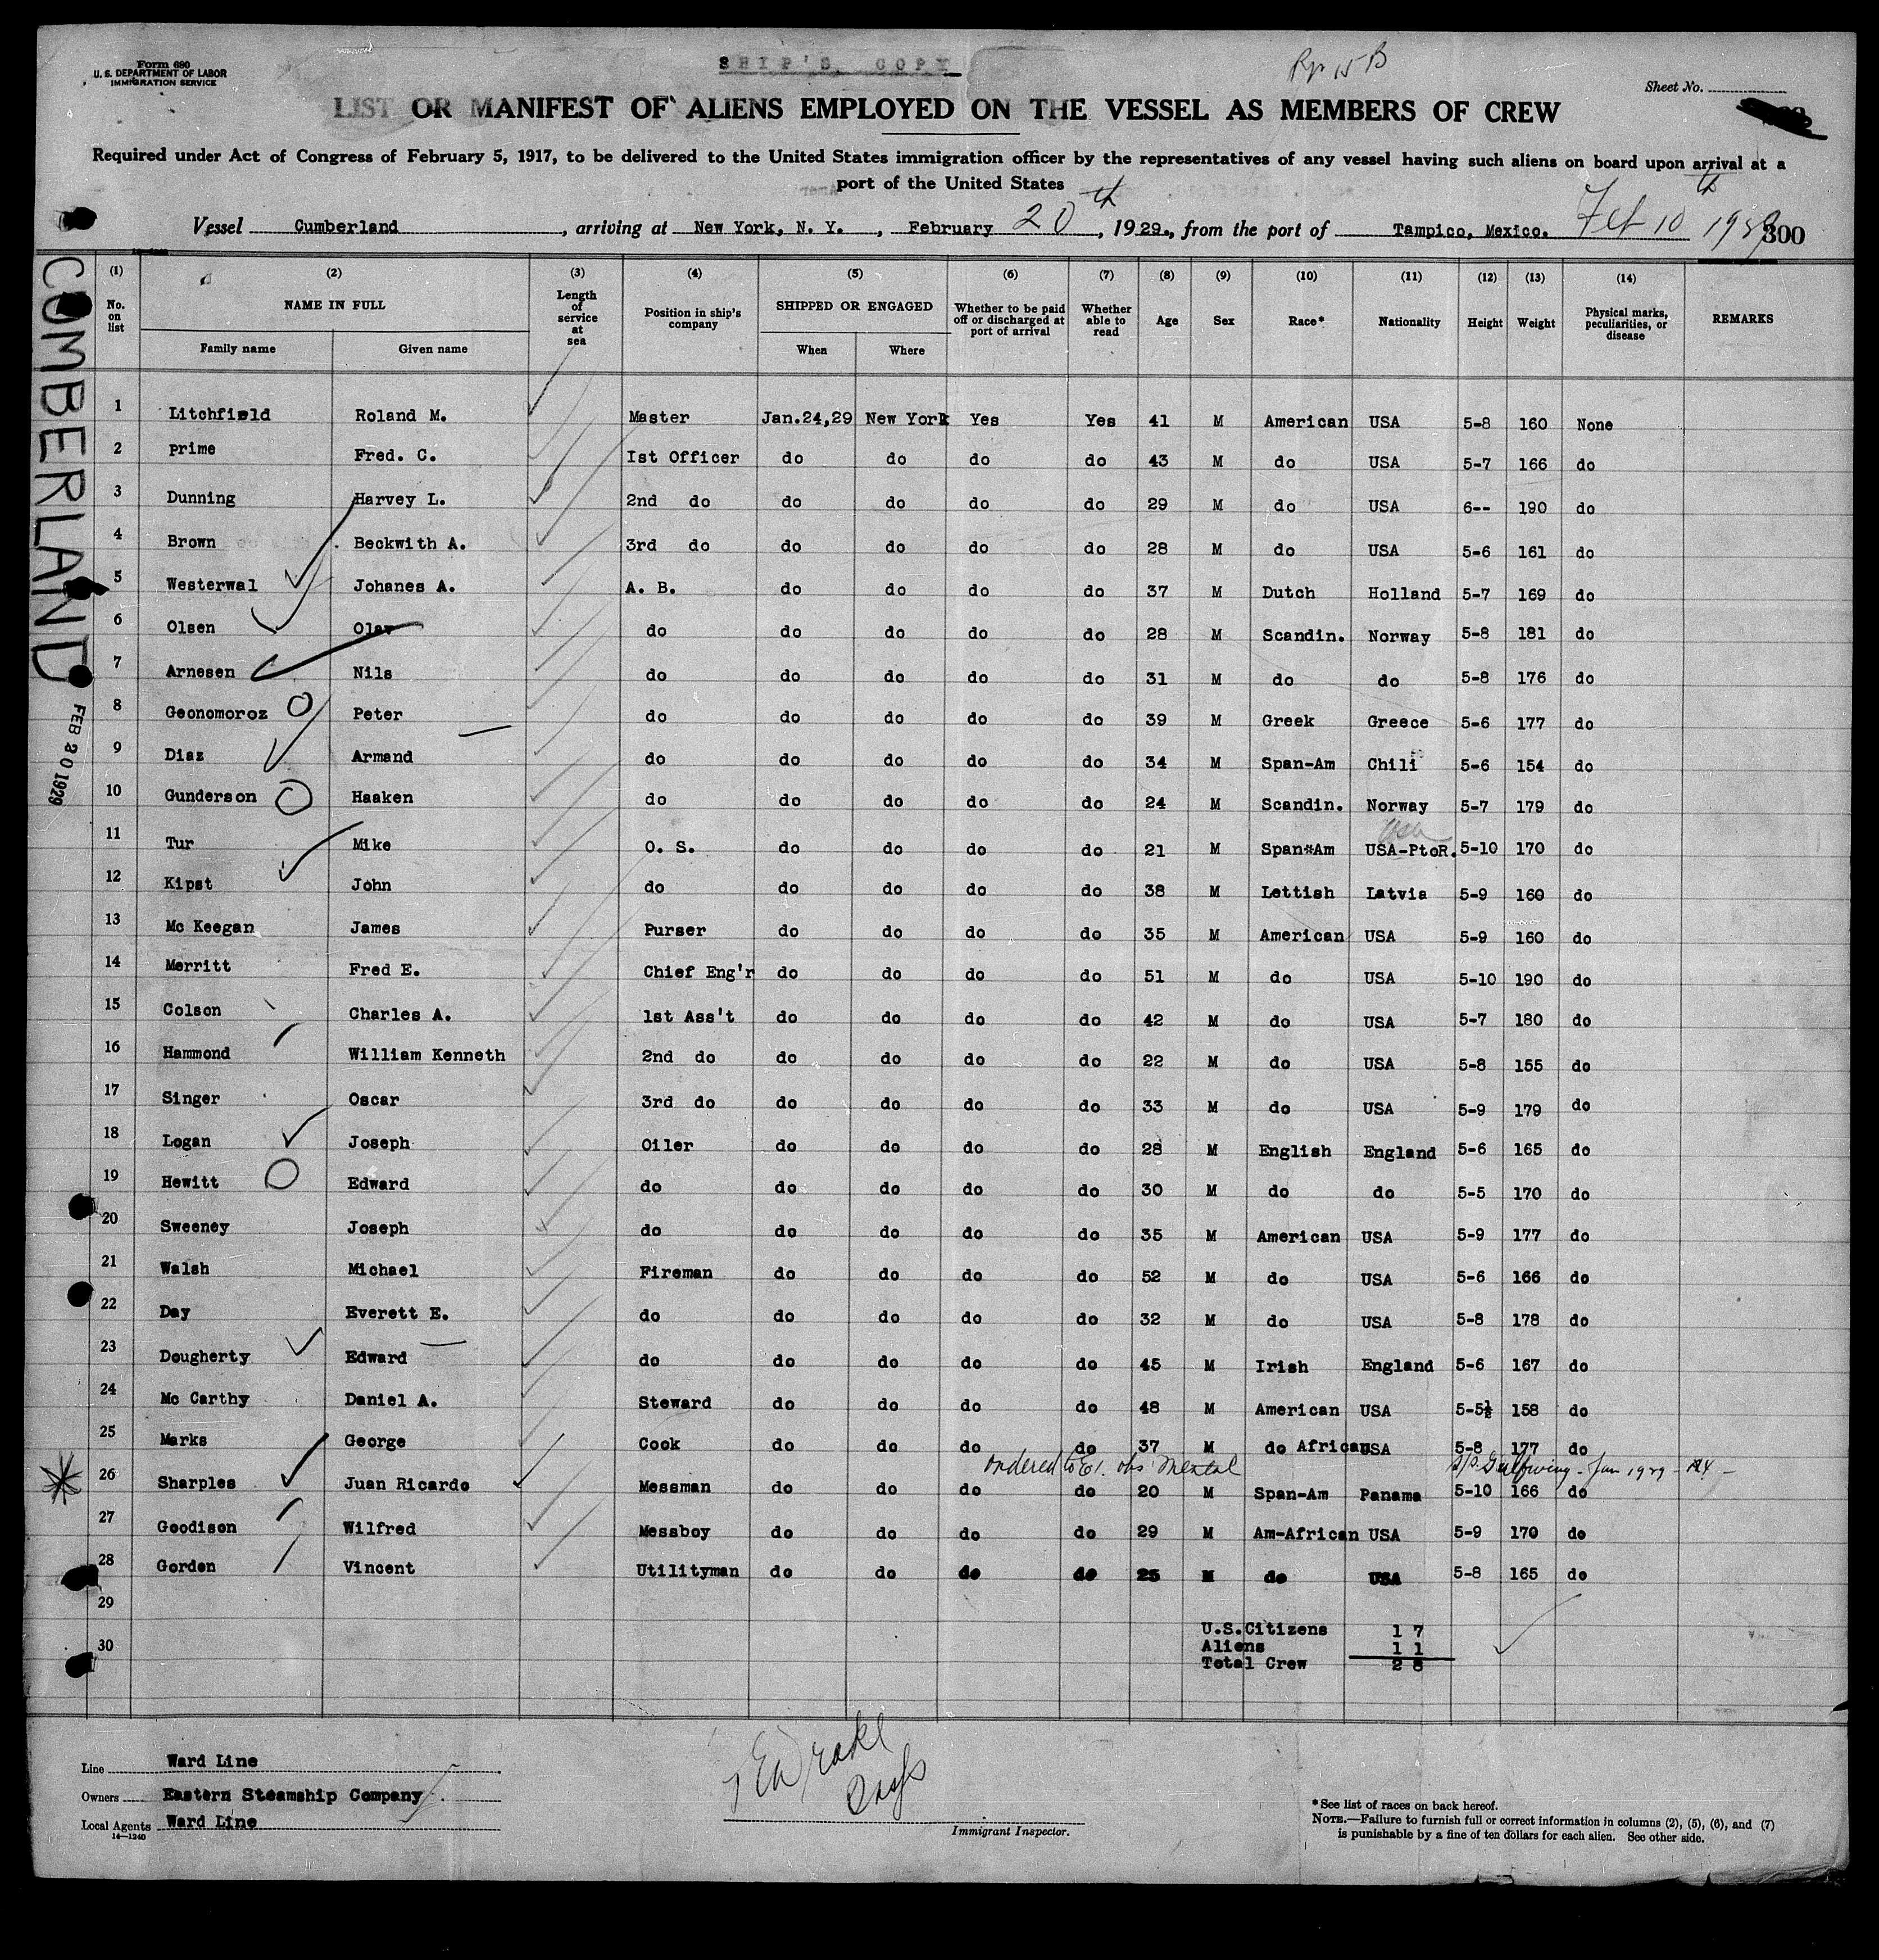 Form 680
U. S. DEPARTMENT OF LABOR
IMMIGRATION SERVICE
SHIP'S COPY
Sheet No.
LIST OR MANIFEST OF ALIENS EMPLOYED ON THE VESSEL AS MEMBERS OF CREW
Required under Act of Congress of February 5, 1917, to be delivered to the United States immigration officer by the representatives of any vessel having such aliens on board upon arrival at a
port of the United States
Vessel Cumberland, arriving at New York, N. Y., February 20th, 1929., from the port of Tampico, Mexico. Feb 10th 1929
300
CUMBERLAND
FEB 20 1929
(1) (2) (3) (4) (5) (6) (7) (8) (9) (10) (11) (12) (13) (14)
No. on list NAME IN FULL Family name Given name Length of service at sea Position in ship's company SHIPPED OR ENGAGED When Where Whether to be paid off or discharged at port of arrival Whether able to read Age Sex Race* Nationality Height Weight Physical marks, peculiarities, or disease REMARKS
1 Litchfield Roland M. Master Jan.24,29 New York Yes Yes 41 M American USA 5-8 160 None
2 prime Fred. C. Ist Officer do do do do 43 M do USA 5-7 166 do
3 Dunning Harvey L. 2nd do do do do do 29 M do USA 6-- 190 do
4 Brown Beckwith A. 3rd do do do do do 28 M do USA 5-6 161 do
5 Westerwal Johanes A. A. B. do do do do 37 M Dutch Holland 5-7 169 do
6 Olsen Olav do do do do do 28 M Scandin. Norway 5-8 181 do
7 Arnesen Nils do do do do do 31 M do do 5-8 176 do
8 Geonomoroz Peter do do do do do 39 M Greek Greece 5-6 177 do
9 Diaz Armand do do do do do 34 M Span-Am Chili 5-6 154 do
10 Gunderson Haaken do do do do do 24 M Scandin. Norway 5-7 179 do
USA
11 Tur Mike O. S. do do do do 21 M Span*Am USA-PtoR. 5-10 170 do
12 Kipst John do do do do do 38 M Lettish Latvia 5-9 160 do
13 Mc Keegan James Purser do do do do 35 M American USA 5-9 160 do
14 Merritt Fred E. Chief Eng'r do do do do 51 M do USA 5-10 190 do
15 Colson Charles A. 1st Ass't do do do do 42 M do USA 5-7 180 do
16 Hammond William Kenneth 2nd do do do do do 22 M do USA 5-8 155 do
17 Singer Oscar 3rd do do do do do 33 M do USA 5-9 179 do
18 Logan Joseph Oiler do do do do 28 M English England 5-6 165 do
19 Hewitt Edward do do do do do 30 M do do 5-5 170 do
20 Sweeney Joseph do do do do do 35 M American USA 5-9 177 do
21 Walsh Michael Fireman do do do do 52 M do USA 5-6 166 do
22 Day Everett E. do do do do do 32 M do USA 5-8 178 do
23 Dougherty Edward do do do do do 45 M Irish England 5-6 167 do
24 Mc Carthy Daniel A. Steward do do do do 48 M American USA 5-5½ 158 do
25 Marks George Cook do do do do 37 M do African USA 5-8 177 do
ordered to EI. obs mental S/S Gulfwing - Jan 1929 - NY -
26 Sharples Juan Ricardo Messman do do do do 20 M Span-Am Panama 5-10 166 do
27 Goodison Wilfred Messboy do do do do 29 M Am-African USA 5-9 170 do
28 Gorden Vincent Utilityman do do do do 25 M do USA 5-8 165 do
29
30
U.S.Citizens 17
Aliens 11
Total Crew 28
Line Ward Line
Owners Eastern Steamship Company
Local Agents Ward Line
14—1240
Immigrant Inspector.
*See list of races on back hereof.
NOTE.—Failure to furnish full or correct information in columns (2), (5), (6), and (7)
is punishable by a fine of ten dollars for each alien. See other side.